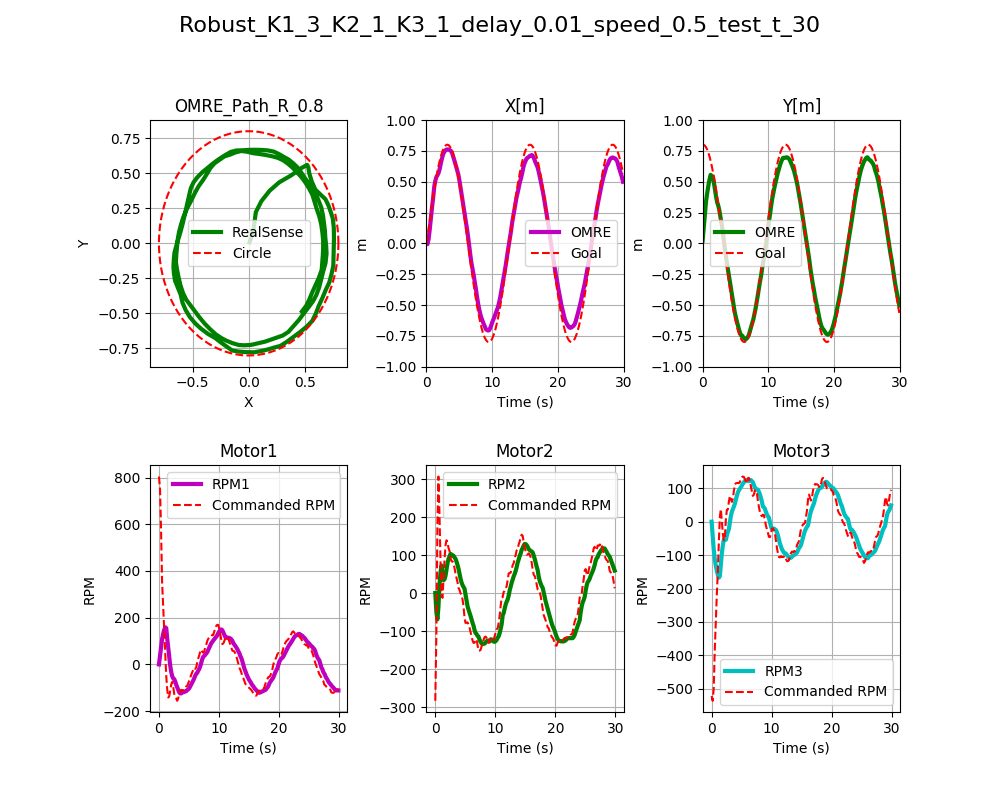 Robust_K1_3_K2_1_K3_1_delay_0.01_speed_0.5_test_t_30
OMRE_Path_R_0.8
0.75
0.50
0.25
0.00
−0.25
−0.50
−0.75
Y
RealSense
Circle
−0.5
0.0
0.5
X
X[m]
1.00
0.75
0.50
0.25
0.00
−0.25
−0.50
−0.75
−1.00
m
OMRE
Goal
0
10
20
30
Time (s)
Y[m]
1.00
0.75
0.50
0.25
0.00
−0.25
−0.50
−0.75
−1.00
m
OMRE
Goal
0
10
20
30
Time (s)
Motor1
800
600
400
200
0
−200
RPM
RPM1
Commanded RPM
0
10
20
30
Time (s)
Motor2
300
200
100
0
−100
−200
−300
RPM
RPM2
Commanded RPM
0
10
20
30
Time (s)
Motor3
100
0
−100
−200
−300
−400
−500
RPM
RPM3
Commanded RPM
0
10
20
30
Time (s)